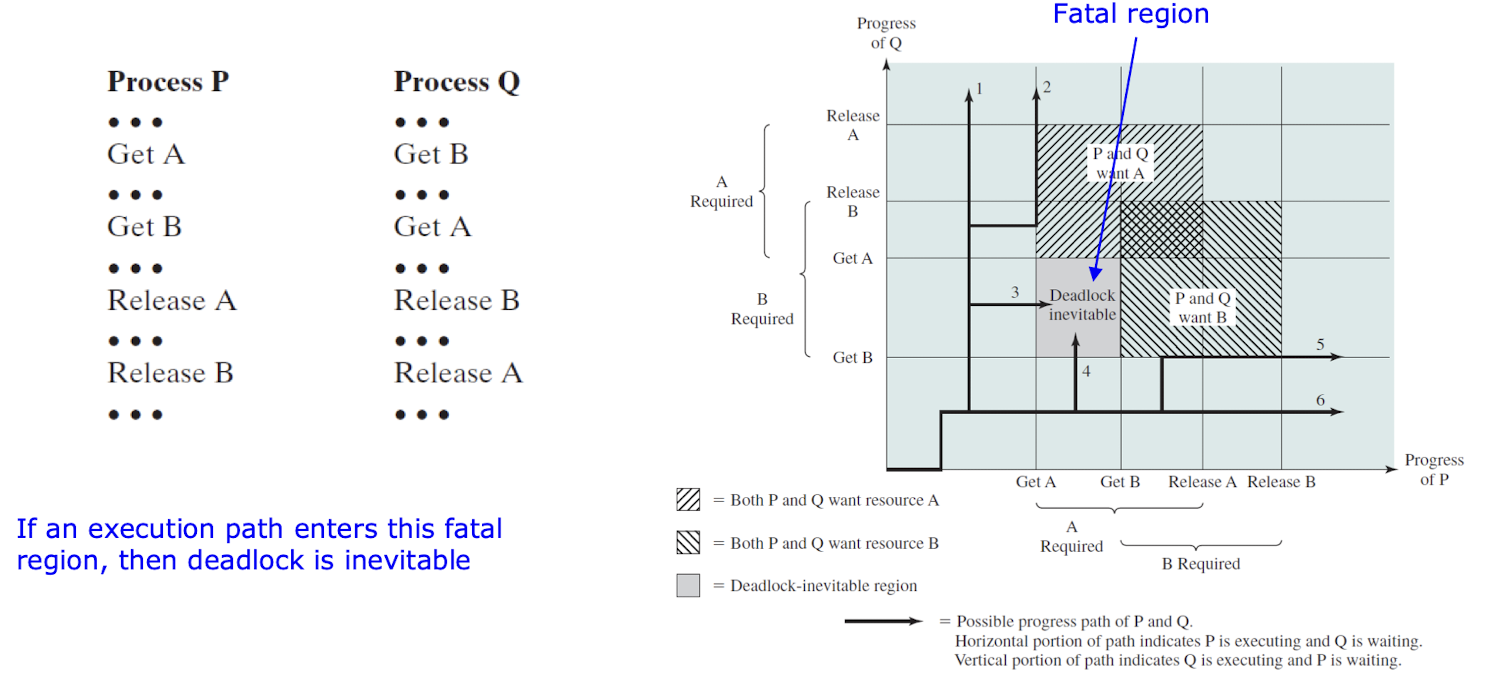 Process P
• • •
Get A
• • •
Get B
• • •
Release A
• • •
Release B
• • •
Process Q
• • •
Get B
• • •
Get A
• • •
Release B
• • •
Release A
• • •
If an execution path enters this fatal
region, then deadlock is inevitable
Fatal region
Progress
of Q
Release
A
Release
B
Get A
Get B
A
Required
B
Required
1
2
3
4
5
6
P and Q
want A
Deadlock
inevitable
P and Q
want B
Get A
Get B
Release A
Release B
Progress
of P
A
Required
B Required
= Both P and Q want resource A
= Both P and Q want resource B
= Deadlock-inevitable region
= Possible progress path of P and Q.
Horizontal portion of path indicates P is executing and Q is waiting.
Vertical portion of path indicates Q is executing and P is waiting.